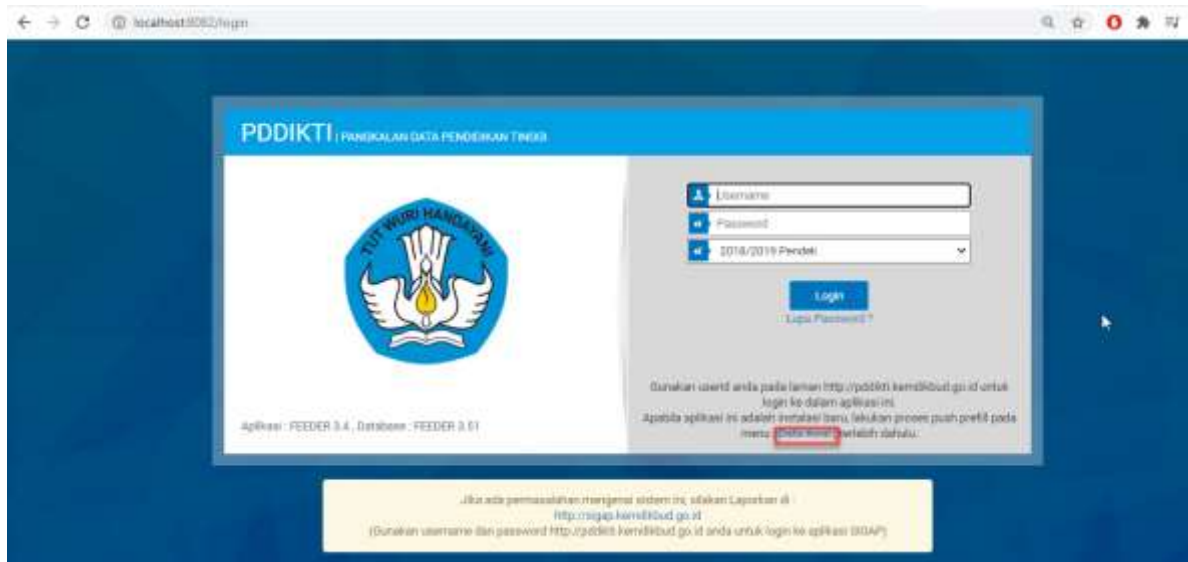 localhost:8082/login
PDDIKTI | PANGKALAN DATA PENDIDIKAN TINGGI
TUT WURI HANDAYANI
Username
Password
2018/2019 Pendek
Login
Lupa Password ?
Gunakan userid anda pada laman http://pddikti.kemdikbud.go.id untuk
login ke dalam aplikasi ini.
Apabila aplikasi ini adalah instalasi baru, lakukan proses push prefill pada
menu terlebih dahulu.
Aplikasi : FEEDER 3.4 , Database : FEEDER 3.51
Jika ada permasalahan mengenai sistem ini, silakan Laporkan di
http://sigap.kemdikbud.go.id
(Gunakan username dan password http://pddikti.kemdikbud.go.id anda untuk login ke aplikasi SIGAP)